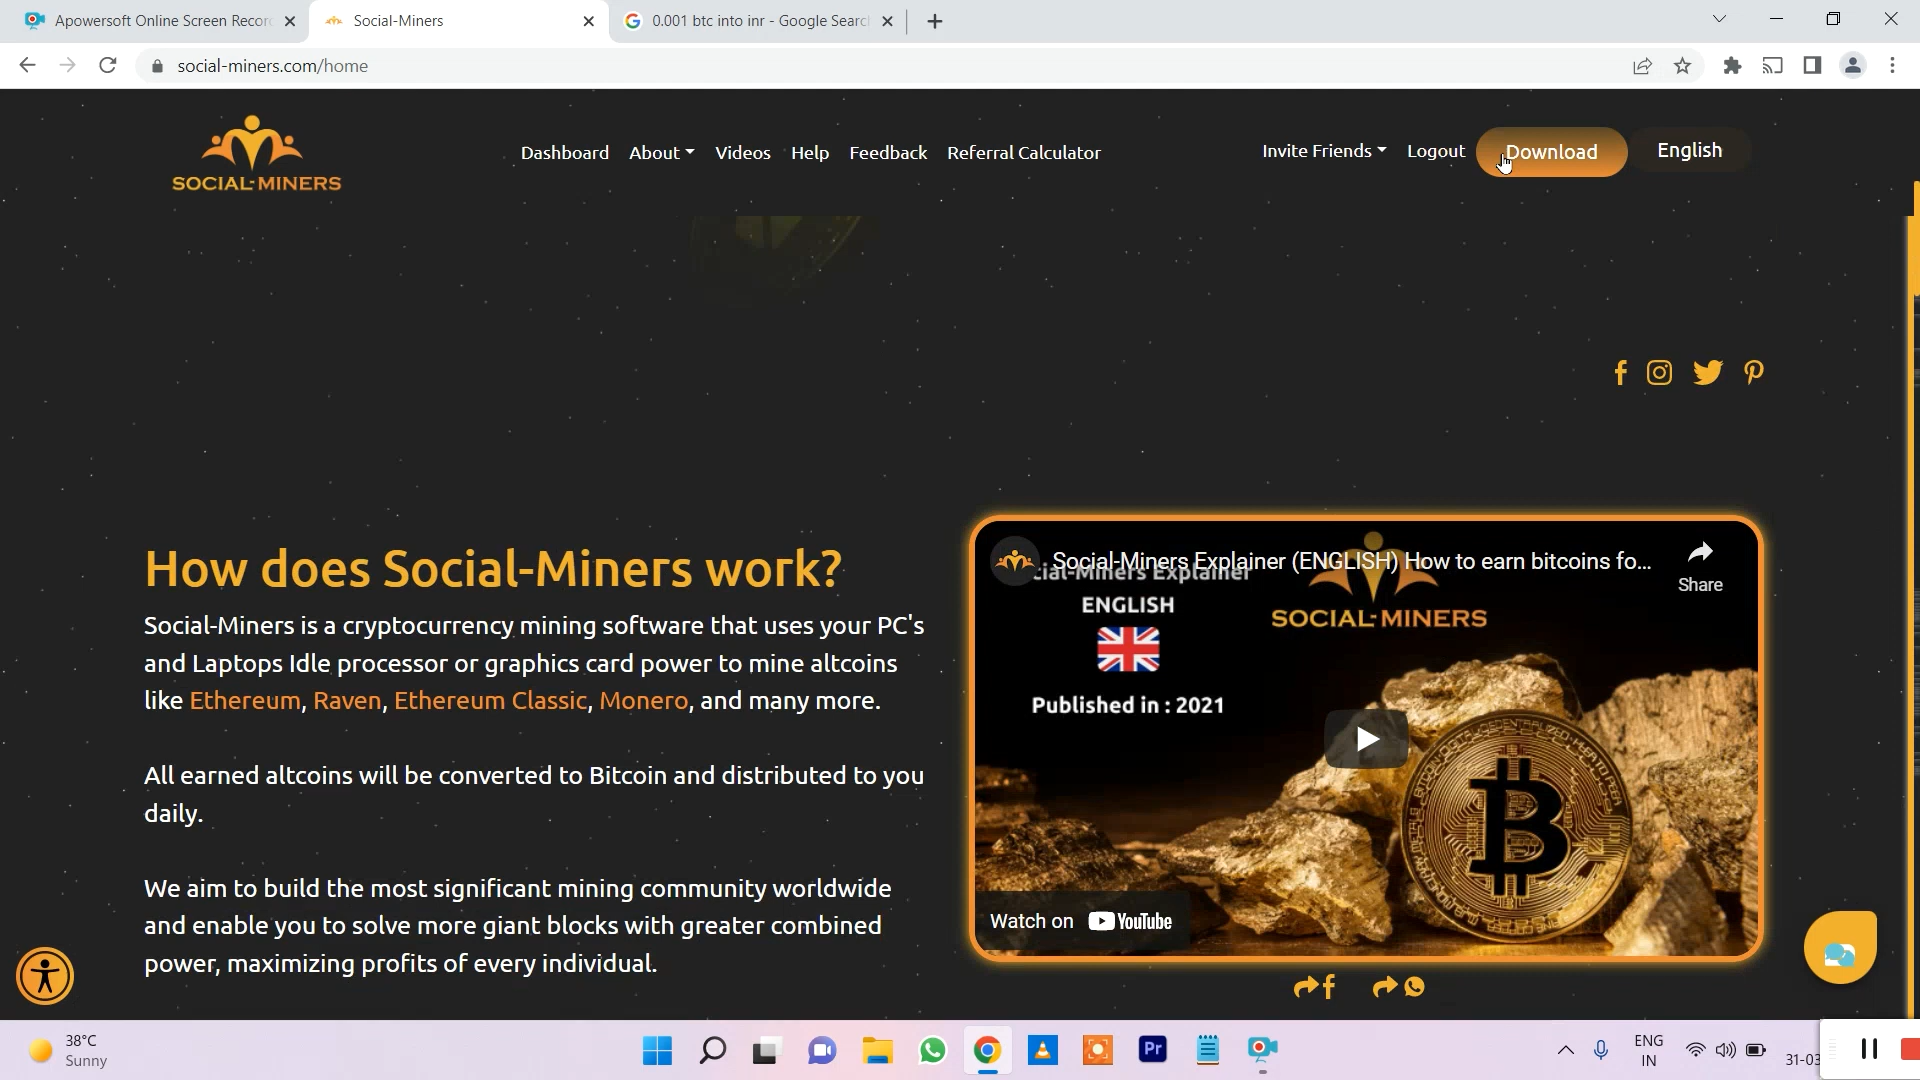 Apowersoft Online Screen Recor
Social-Miners
0.001 btc into inr - Google Searc
social-miners.com/home
SOCIAL-MINERS
Dashboard
About
Videos
Help
Feedback
Referral Calculator
Invite Friends
Logout
Download
English
How does Social-Miners work?
Social-Miners is a cryptocurrency mining software that uses your PC's
and Laptops Idle processor or graphics card power to mine altcoins
like Ethereum, Raven, Ethereum Classic, Monero, and many more.
All earned altcoins will be converted to Bitcoin and distributed to you
daily.
We aim to build the most significant mining community worldwide
and enable you to solve more giant blocks with greater combined
power, maximizing profits of every individual.
Social-Miners Explainer (ENGLISH) How to earn bitcoins fo...
Share
cial-Miners Explainer
ENGLISH
SOCIAL-MINERS
Published in : 2021
Watch on YouTube
38°C
Sunny
Pr
ENG
IN
31-03